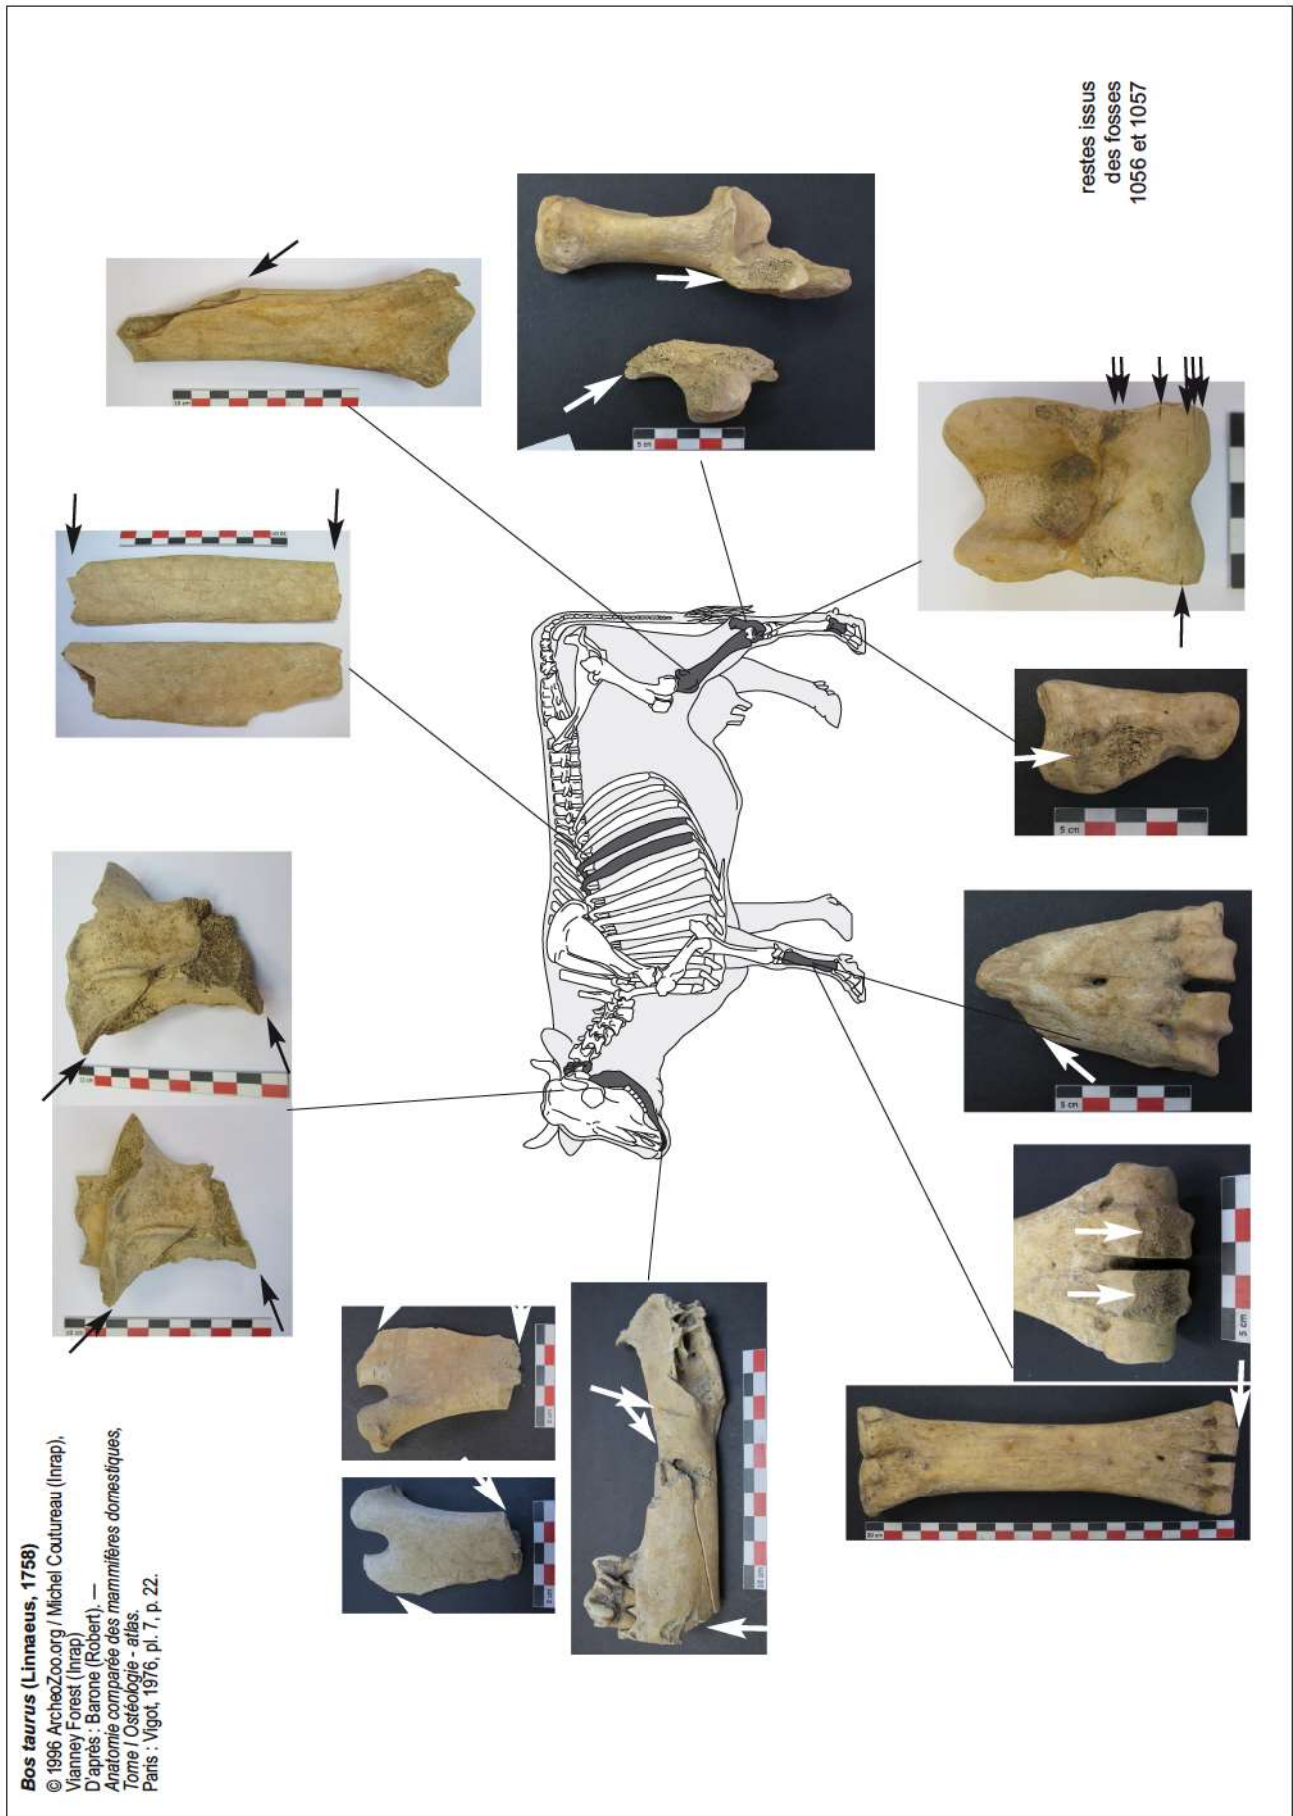 restes issus
des fosses
1056 et 1057
Bos taurus (Linnaeus, 1758)
© 1996 ArcheoZoo.org / Michel Coutureau (Inrap),
Vianney Forest (Inrap)
D'après : Barone (Robert). —
Anatomie comparée des mammifères domestiques,
Tome I Ostéologie - atlas.
Paris : Vigot, 1976, pl. 7, p. 22.
10 cm
5 cm
5 cm
5 cm
5 cm